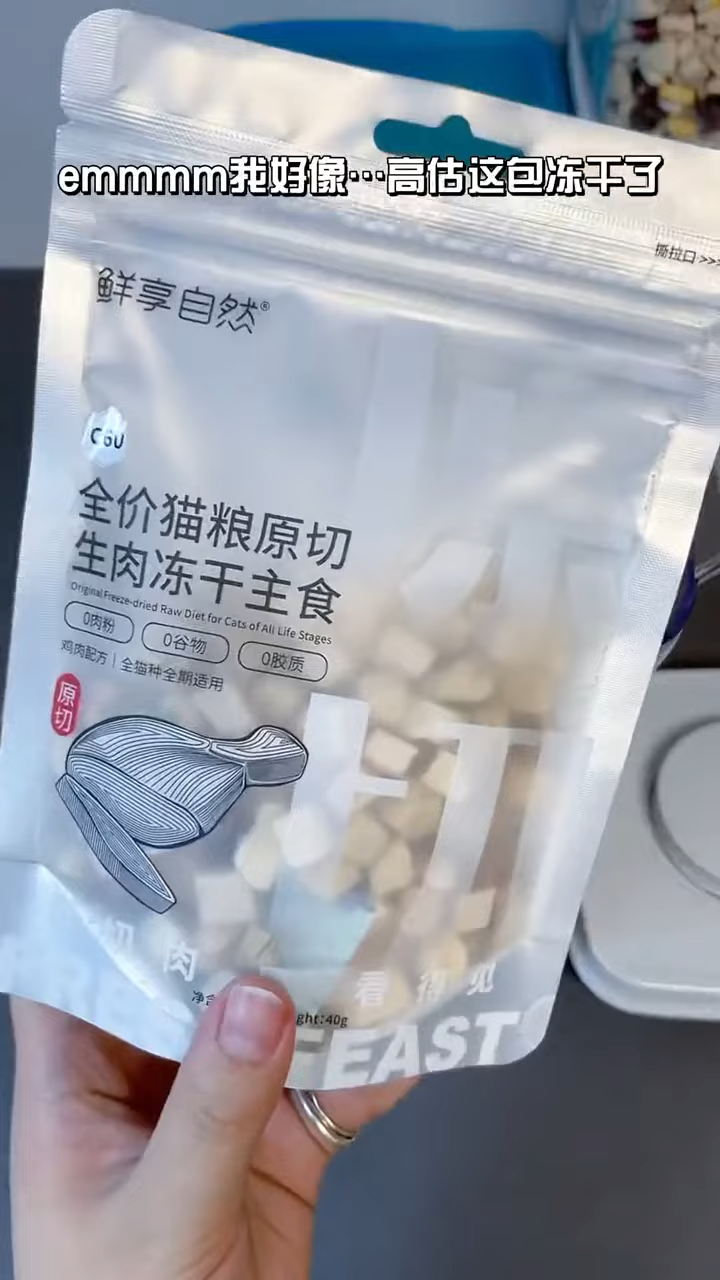 emmmm我好像…高估这包冻干了
撕拉口>>>
鲜享自然®
全价猫粮原切
生肉冻干主食
Original Freeze-dried Raw Diet for Cats of All Life Stages
0肉粉 0谷物 0胶质
鸡肉配方|全猫种全期适用
原切
切肉 看得见
ght:40g
FEAST